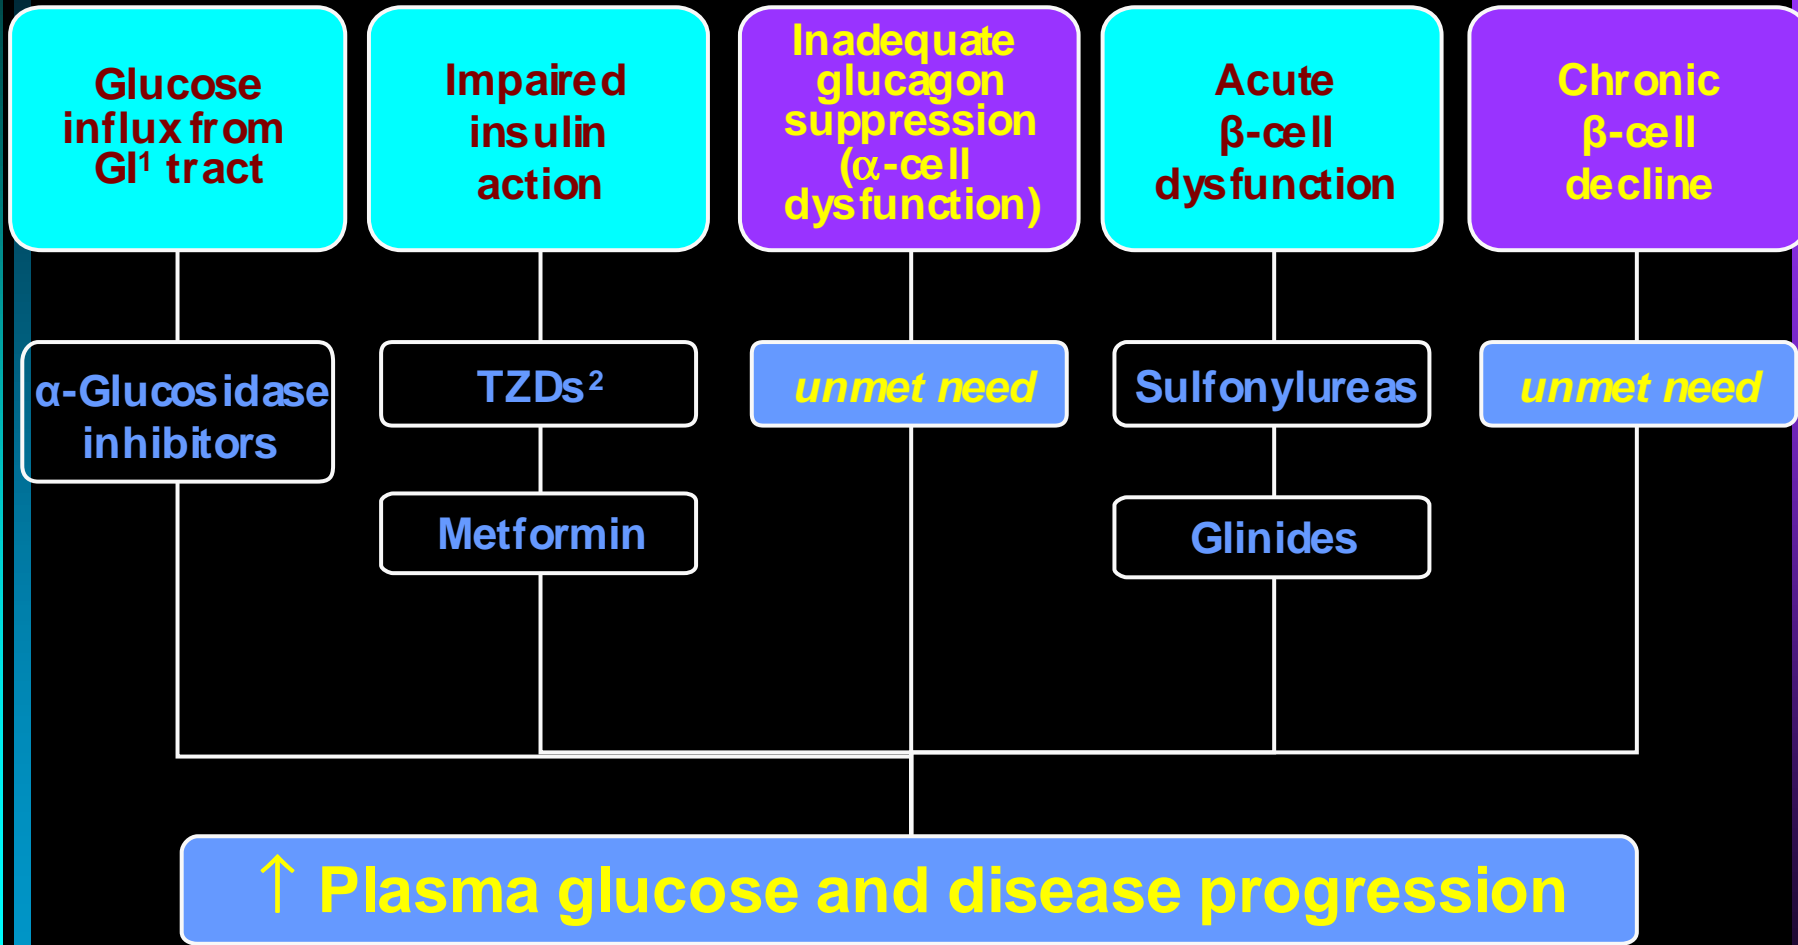 Glucose
influx from
GI¹ tract
Impaired
insulin
action
Inadequate
glucagon
suppression
(α-cell
dysfunction)
Acute
β-cell
dysfunction
Chronic
β-cell
decline
α-Glucosidase
inhibitors
TZDs²
unmet need
Sulfonylureas
unmet need
Metformin
Glinides
↑ Plasma glucose and disease progression